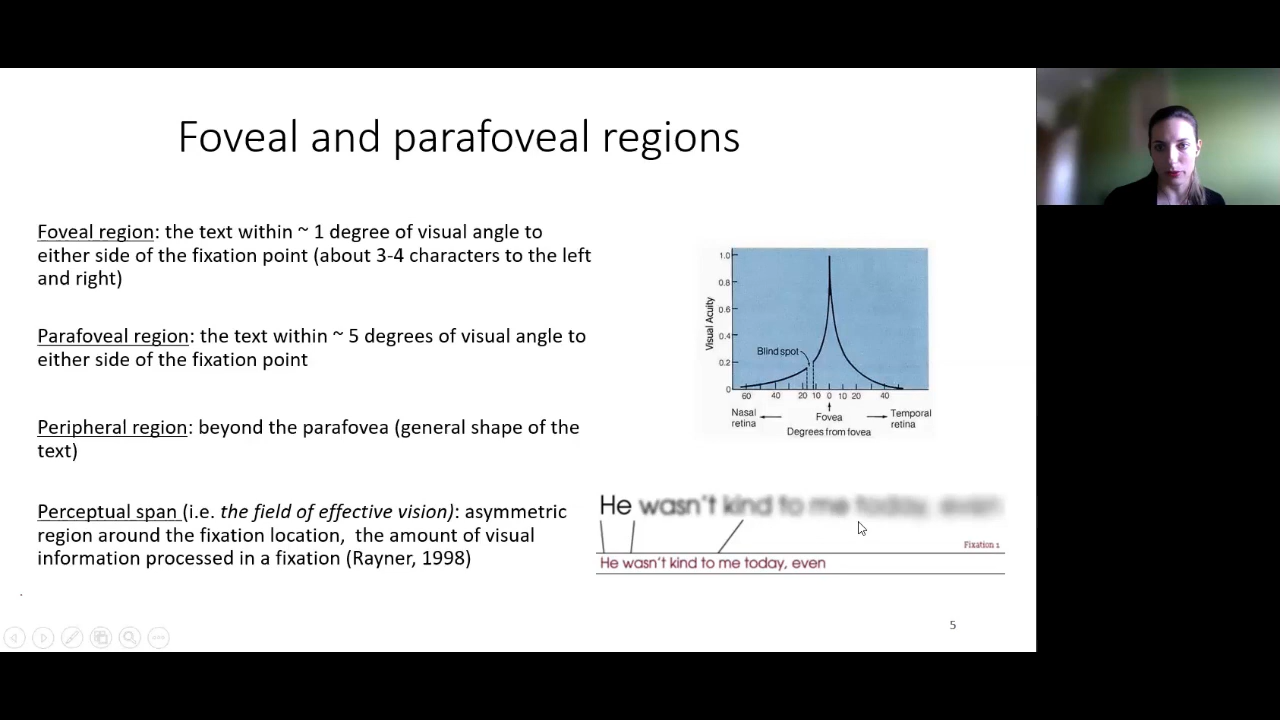 Foveal and parafoveal regions
Foveal region: the text within ~ 1 degree of visual angle to
either side of the fixation point (about 3-4 characters to the left
and right)
Parafoveal region: the text within ~ 5 degrees of visual angle to
either side of the fixation point
Peripheral region: beyond the parafovea (general shape of the
text)
Perceptual span (i.e. the field of effective vision): asymmetric
region around the fixation location, the amount of visual
information processed in a fixation (Rayner, 1998)
.
1.0
0.8
0.6
0.4
0.2
0
Visual Acuity
Blind spot
60 40 20 10 0 10 20 40
Nasal retina
Fovea
Temporal retina
Degrees from fovea
He wasn't kind to me today, even
Fixation 1
He wasn't kind to me today, even
5